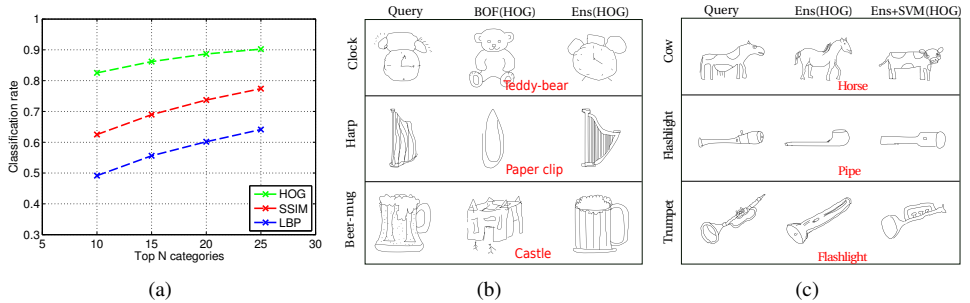 Classification rate
1
0.9
0.8
0.7
0.6
0.5
0.4
0.3
5 10 15 20 25 30
Top N categories
HOG
SSIM
LBP
(a)
Query BOF(HOG) Ens(HOG)
Clock
Teddy-bear
Harp
Paper clip
Beer-mug
Castle
(b)
Query Ens(HOG) Ens+SVM(HOG)
Cow
Horse
Flashlight
Pipe
Trumpet
Flashlight
(c)